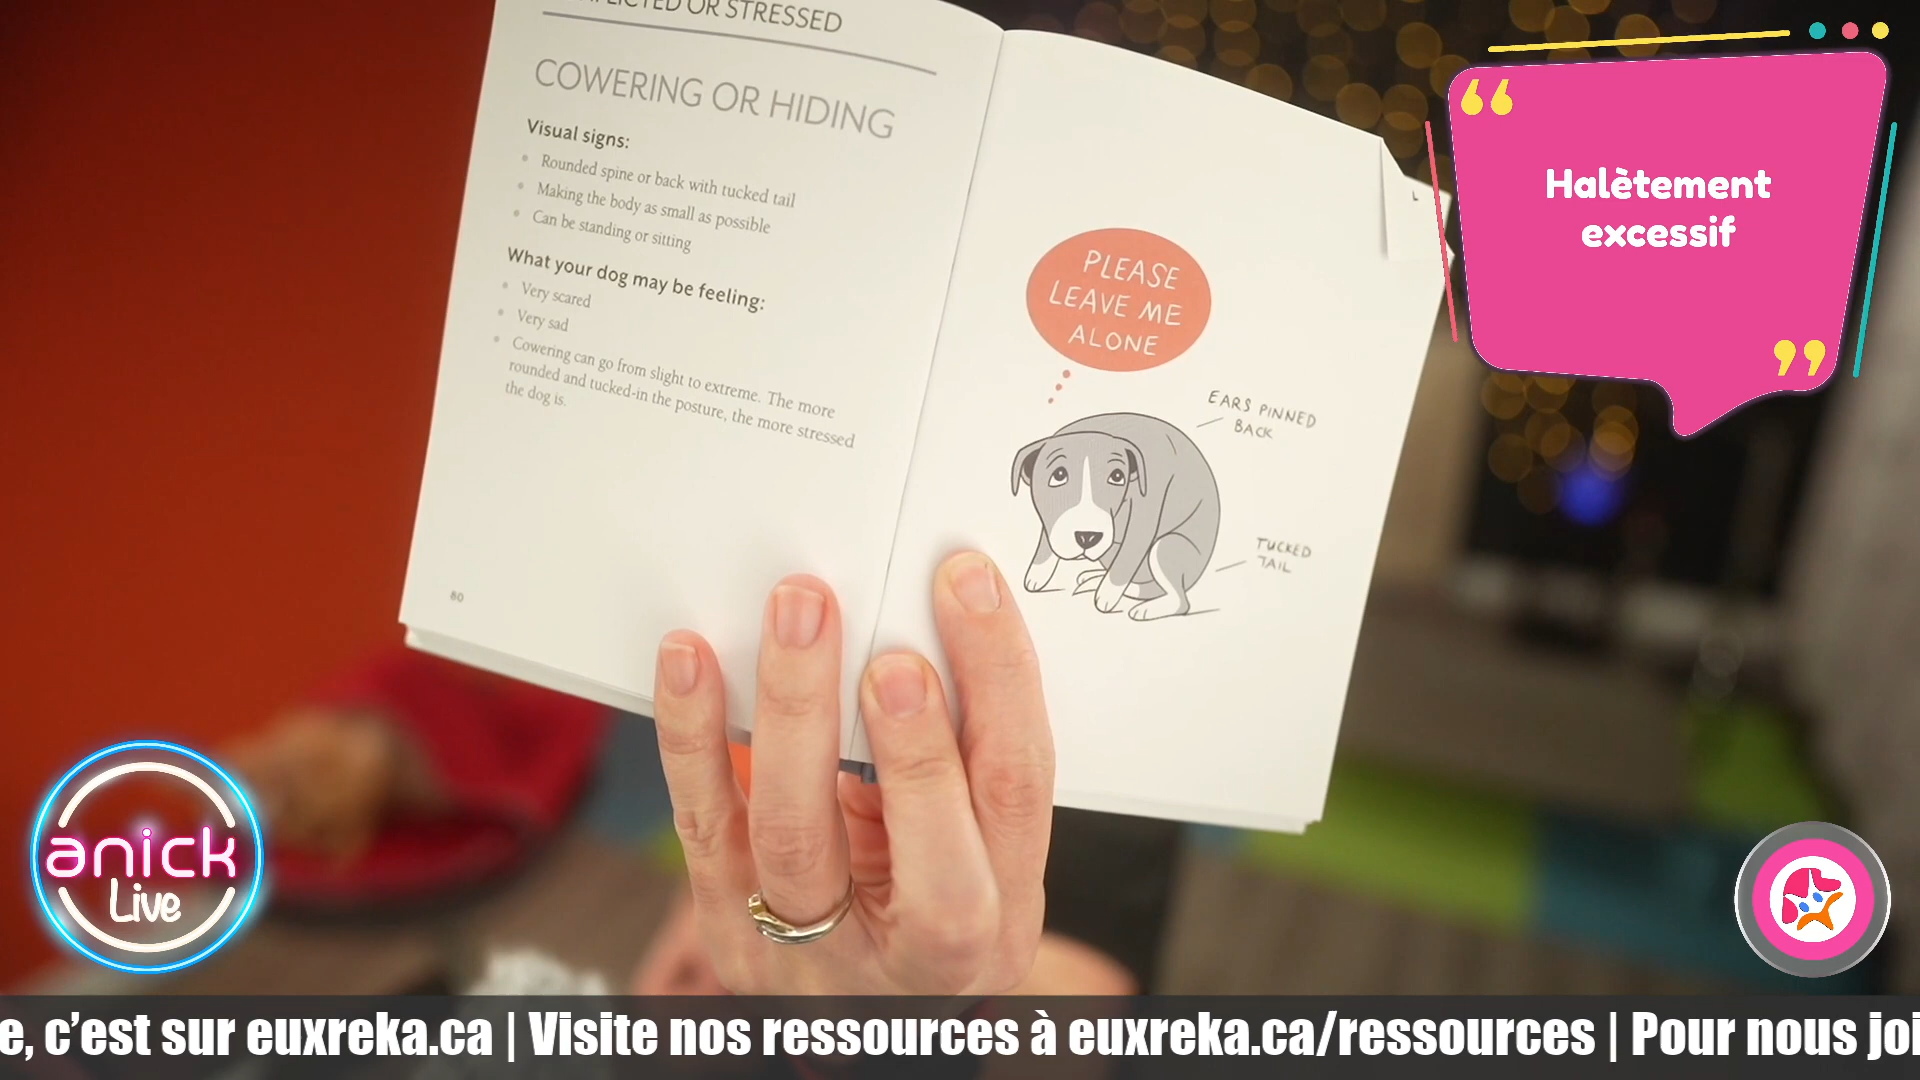 OR STRESSED
COWERING OR HIDING
Visual signs:
Rounded spine or back with tucked tail
Making the body as small as possible
Can be standing or sitting
What your dog may be feeling:
Very scared
Very sad
Cowering can go from slight to extreme. The more
rounded and tucked-in the posture, the more stressed
the dog is.
80
PLEASE
LEAVE ME
ALONE
EARS PINNED
BACK
TUCKED
TAIL
“
Halètement
excessif
”
anick
Live
e, c’est sur euxreka.ca | Visite nos ressources à euxreka.ca/ressources | Pour nous joi